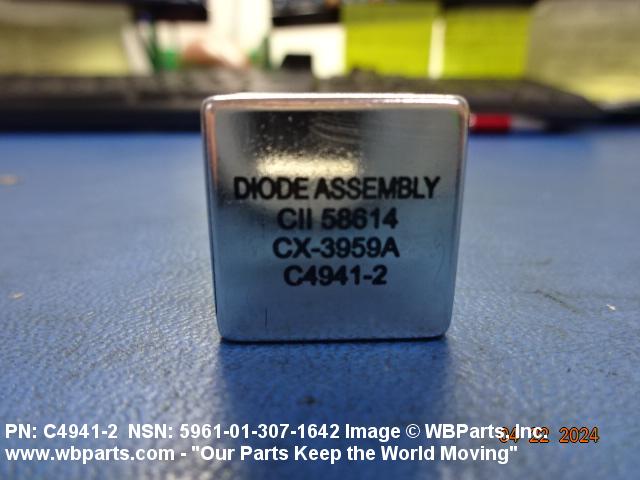 DIODE ASSEMBLY
CII 58614
CX-3959A
C4941-2
PN: C4941-2 NSN: 5961-01-307-1642 Image © WBParts, Inc.
04 22 2024
www.wbparts.com - "Our Parts Keep the World Moving"